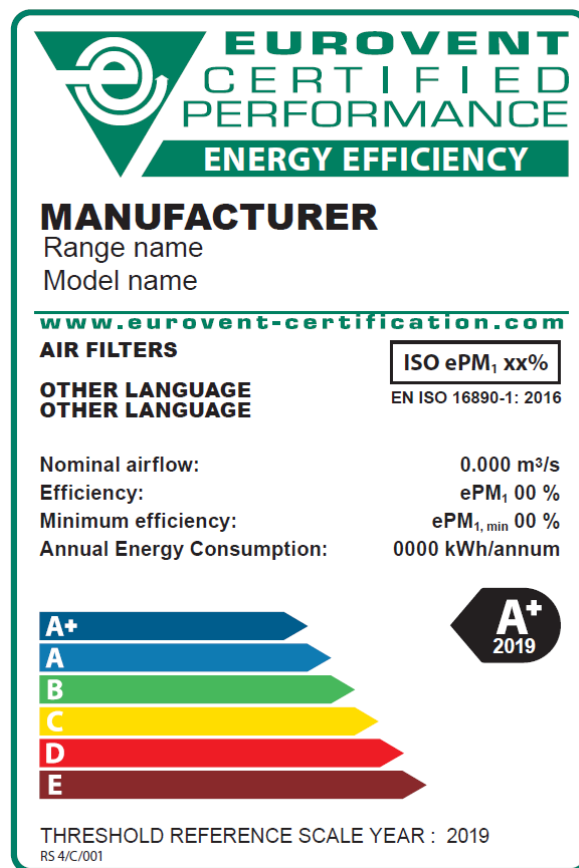 EUROVENT
CERTIFIED
PERFORMANCE
ENERGY EFFICIENCY
MANUFACTURER
Range name
Model name
www.eurovent-certification.com
AIR FILTERS
ISO ePM₁ xx%
EN ISO 16890-1: 2016
OTHER LANGUAGE
OTHER LANGUAGE
Nominal airflow: 0.000 m³/s
Efficiency: ePM₁ 00 %
Minimum efficiency: ePM₁, min 00 %
Annual Energy Consumption: 0000 kWh/annum
A+
A
B
C
D
E
A+
2019
THRESHOLD REFERENCE SCALE YEAR : 2019
RS 4/C/001